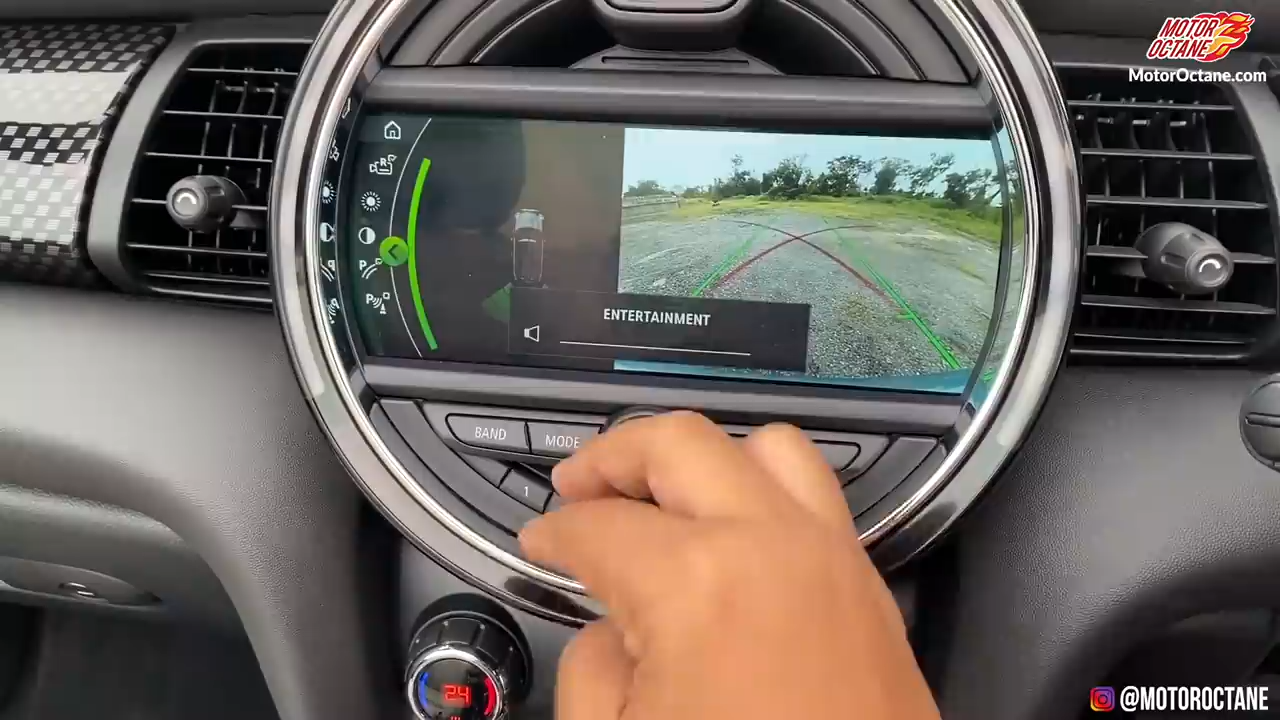 MOTOR
OCTANE
MotorOctane.com
R
P
P
ENTERTAINMENT
BAND
MODE
1
24
@MOTOROCTANE